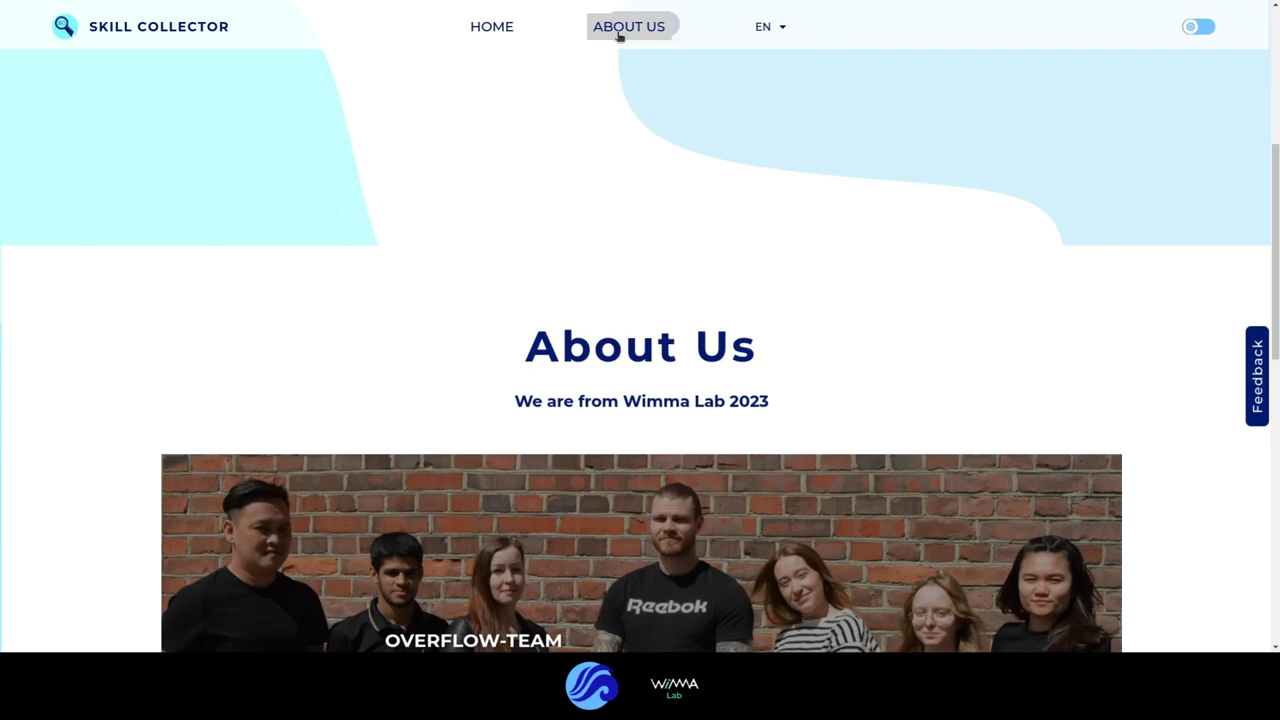 SKILL COLLECTOR
HOME
ABOUT US
EN
About Us
We are from Wimma Lab 2023
Feedback
Reebok
OVERFLOW-TEAM
WIMMA
Lab